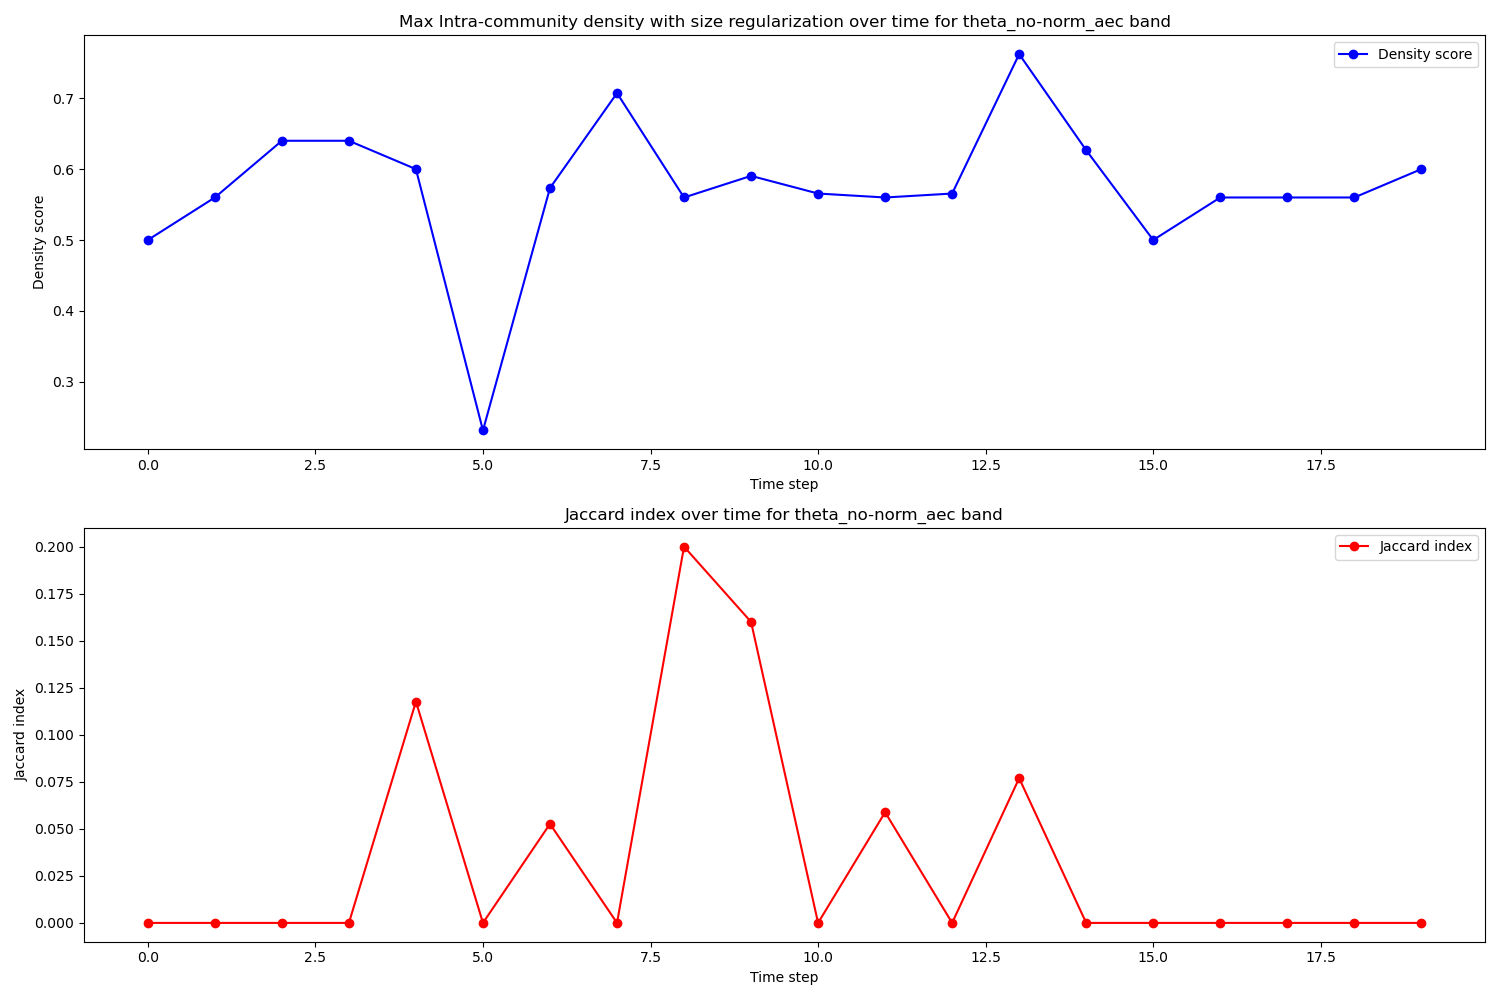 Max Intra-community density with size regularization over time for theta_no-norm_aec band
Density score
Density score
0.7
0.6
0.5
0.4
0.3
0.0 2.5 5.0 7.5 10.0 12.5 15.0 17.5
Time step
Jaccard index over time for theta_no-norm_aec band
Jaccard index
Jaccard index
0.200
0.175
0.150
0.125
0.100
0.075
0.050
0.025
0.000
0.0 2.5 5.0 7.5 10.0 12.5 15.0 17.5
Time step